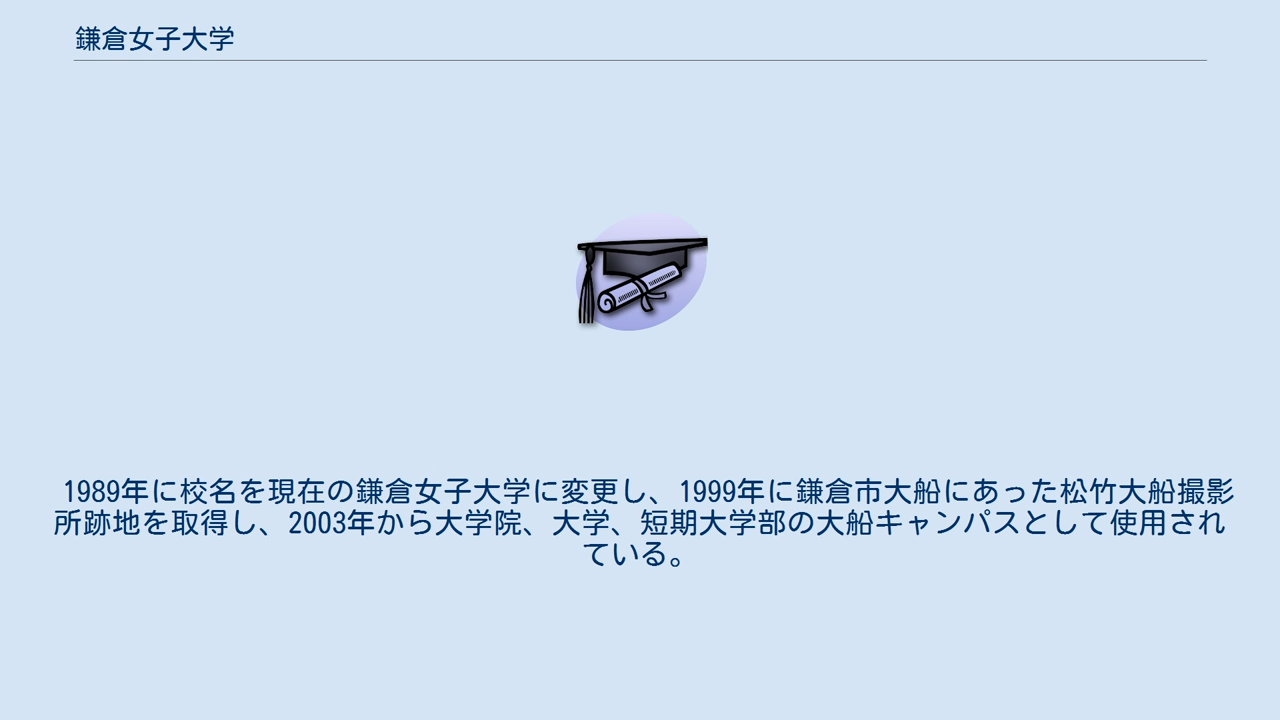 鎌倉女子大学
1989年に校名を現在の鎌倉女子大学に変更し、1999年に鎌倉市大船にあった松竹大船撮影
所跡地を取得し、2003年から大学院、大学、短期大学部の大船キャンパスとして使用され
ている。